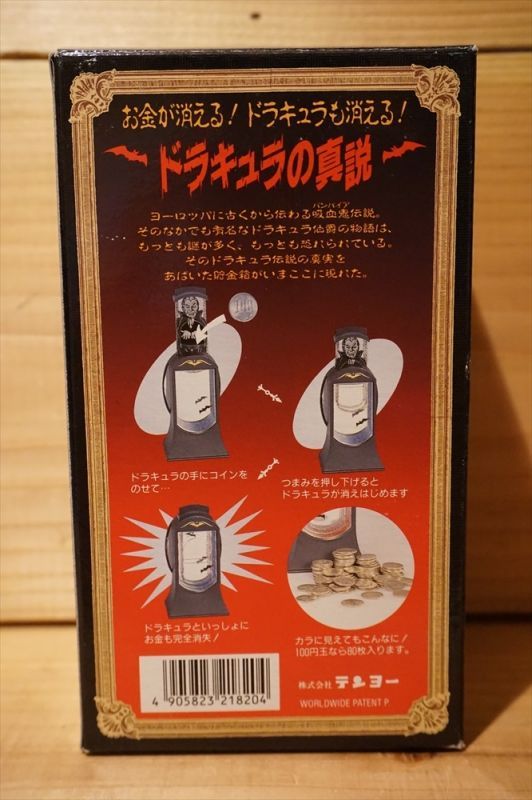 お金が消える! ドラキュラも消える!
ドラキュラの真説
ヨーロッパに古くから伝わる吸血鬼伝説。
バンパイア
そのなかでも有名なドラキュラ伯爵の物語は、
もっとも謎が多く、もっとも恐れられている。
そのドラキュラ伝説の真実を
あばいた貯金箱がいまここに現れた。
ドラキュラの手にコインを
のせて…
つまみを押し下げると
ドラキュラが消えはじめます
ドラキュラといっしょに
お金も完全消失!
カラに見えてもこんなに!
100円玉なら80枚入ります。
4 905823 218204
株式会社 テンヨー
WORLDWIDE PATENT P.